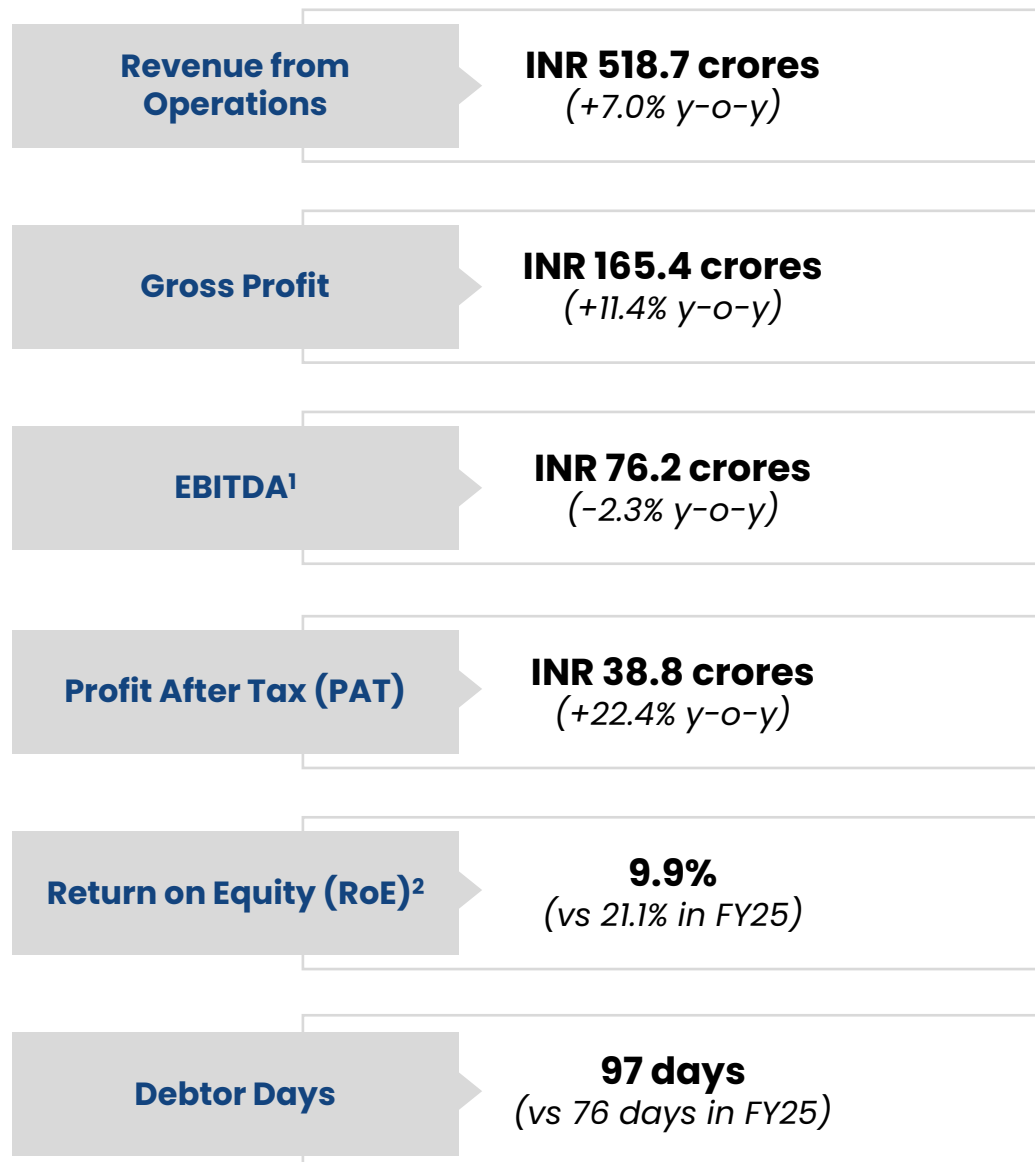 Revenue from
Operations
INR 518.7 crores
(+7.0% y-o-y)
Gross Profit
INR 165.4 crores
(+11.4% y-o-y)
EBITDA¹
INR 76.2 crores
(-2.3% y-o-y)
Profit After Tax (PAT)
INR 38.8 crores
(+22.4% y-o-y)
Return on Equity (RoE)²
9.9%
(vs 21.1% in FY25)
Debtor Days
97 days
(vs 76 days in FY25)